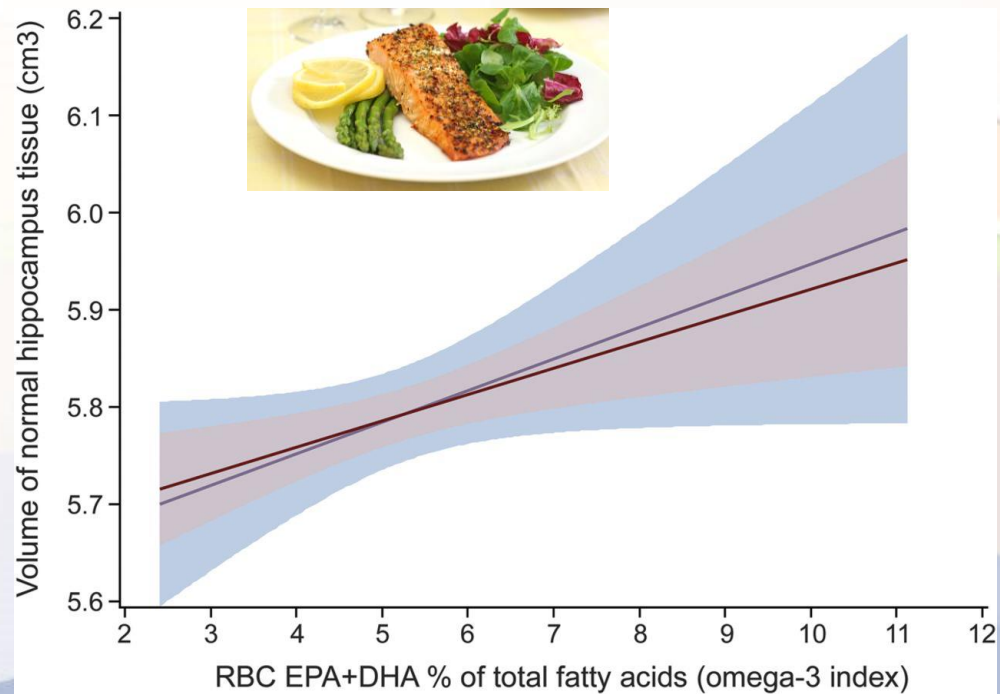 Volume of normal hippocampus tissue (cm3)
6.2
6.1
6.0
5.9
5.8
5.7
5.6
2 3 4 5 6 7 8 9 10 11 12
RBC EPA+DHA % of total fatty acids (omega-3 index)